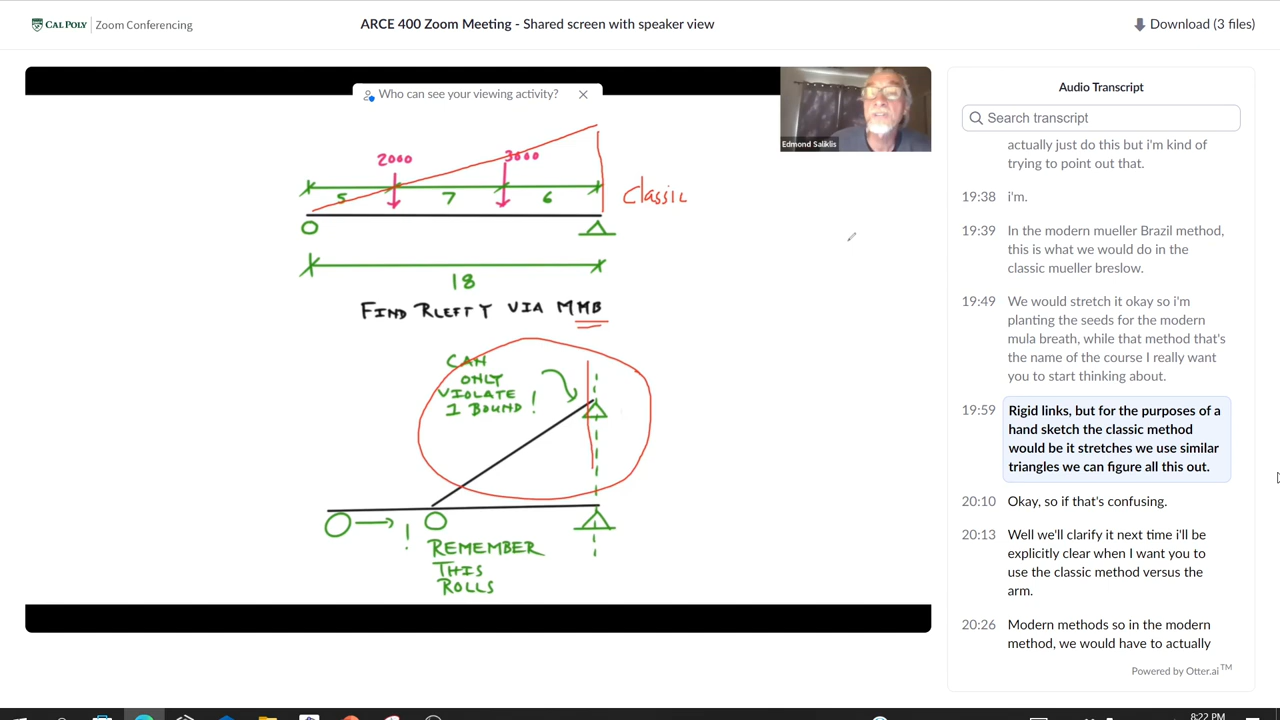 CAL POLY | Zoom Conferencing
ARCE 400 Zoom Meeting - Shared screen with speaker view
Download (3 files)
Who can see your viewing activity?
Edmond Saliklis
2000
3000
5
7
6
Classic
18
FIND RLEFTY VIA MMB
CAN
ONLY
VIOLATE
1 BOUND !
!
REMEMBER
THIS
ROLLS
Audio Transcript
Search transcript
actually just do this but i'm kind of
trying to point out that.
19:38 i'm.
19:39 In the modern mueller Brazil method,
this is what we would do in the
classic mueller breslow.
19:49 We would stretch it okay so i'm
planting the seeds for the modern
mula breath, while that method that's
the name of the course I really want
you to start thinking about.
19:59 Rigid links, but for the purposes of a
hand sketch the classic method
would be it stretches we use similar
triangles we can figure all this out.
20:10 Okay, so if that's confusing.
20:13 Well we'll clarify it next time i'll be
explicitly clear when I want you to
use the classic method versus the
arm.
20:26 Modern methods so in the modern
method, we would have to actually
Powered by Otter.ai™
8:22 PM